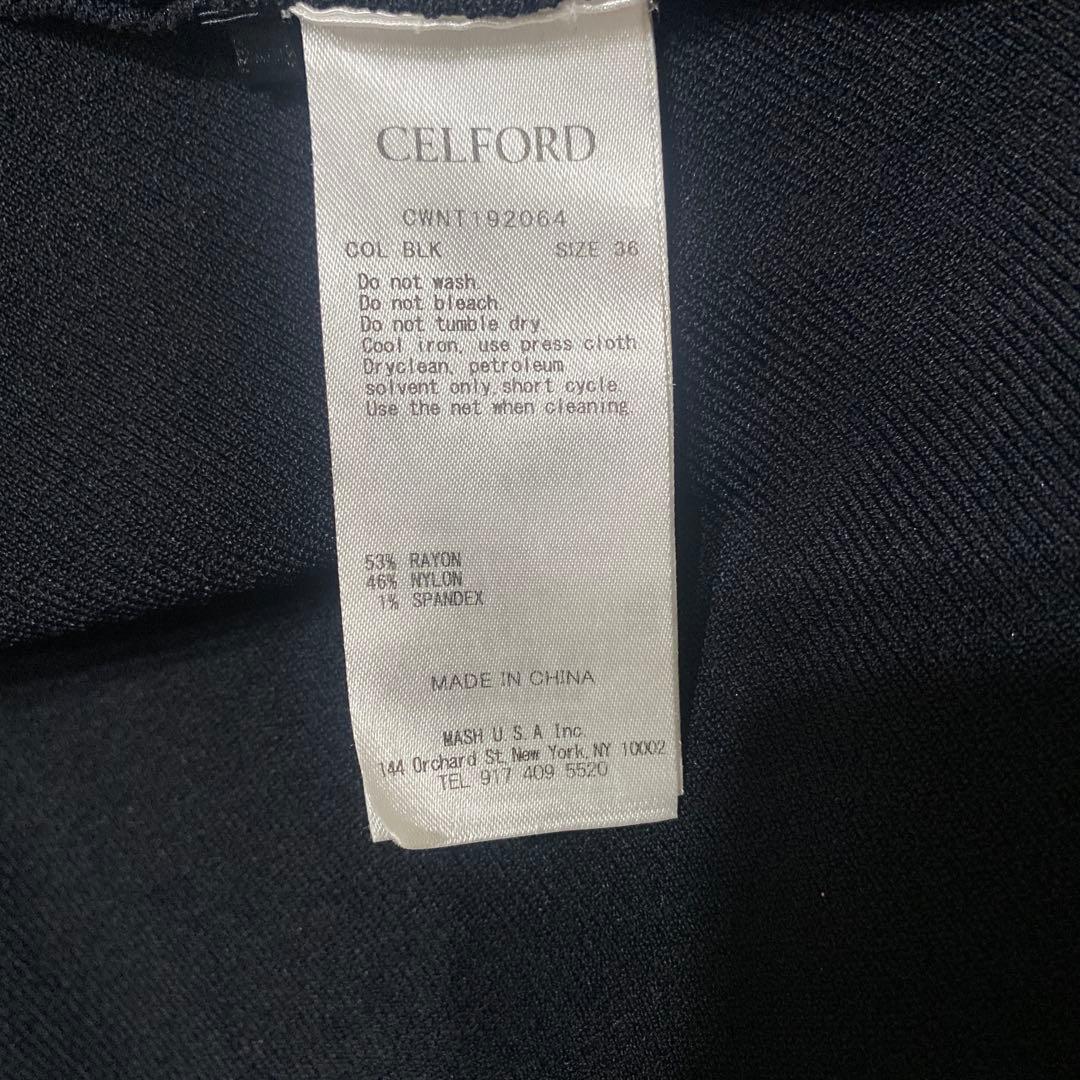 CELFORD
CWNT192064
COL BLK SIZE 36
Do not wash.
Do not bleach.
Do not tumble dry.
Cool iron, use press cloth
Dryclean, petroleum
solvent only,short cycle.
Use the net when cleaning.
53% RAYON
46% NYLON
1% SPANDEX
MADE IN CHINA
MASH U.S.A Inc.
144 Orchard St,New York,NY 10002
TEL 917 409 5520